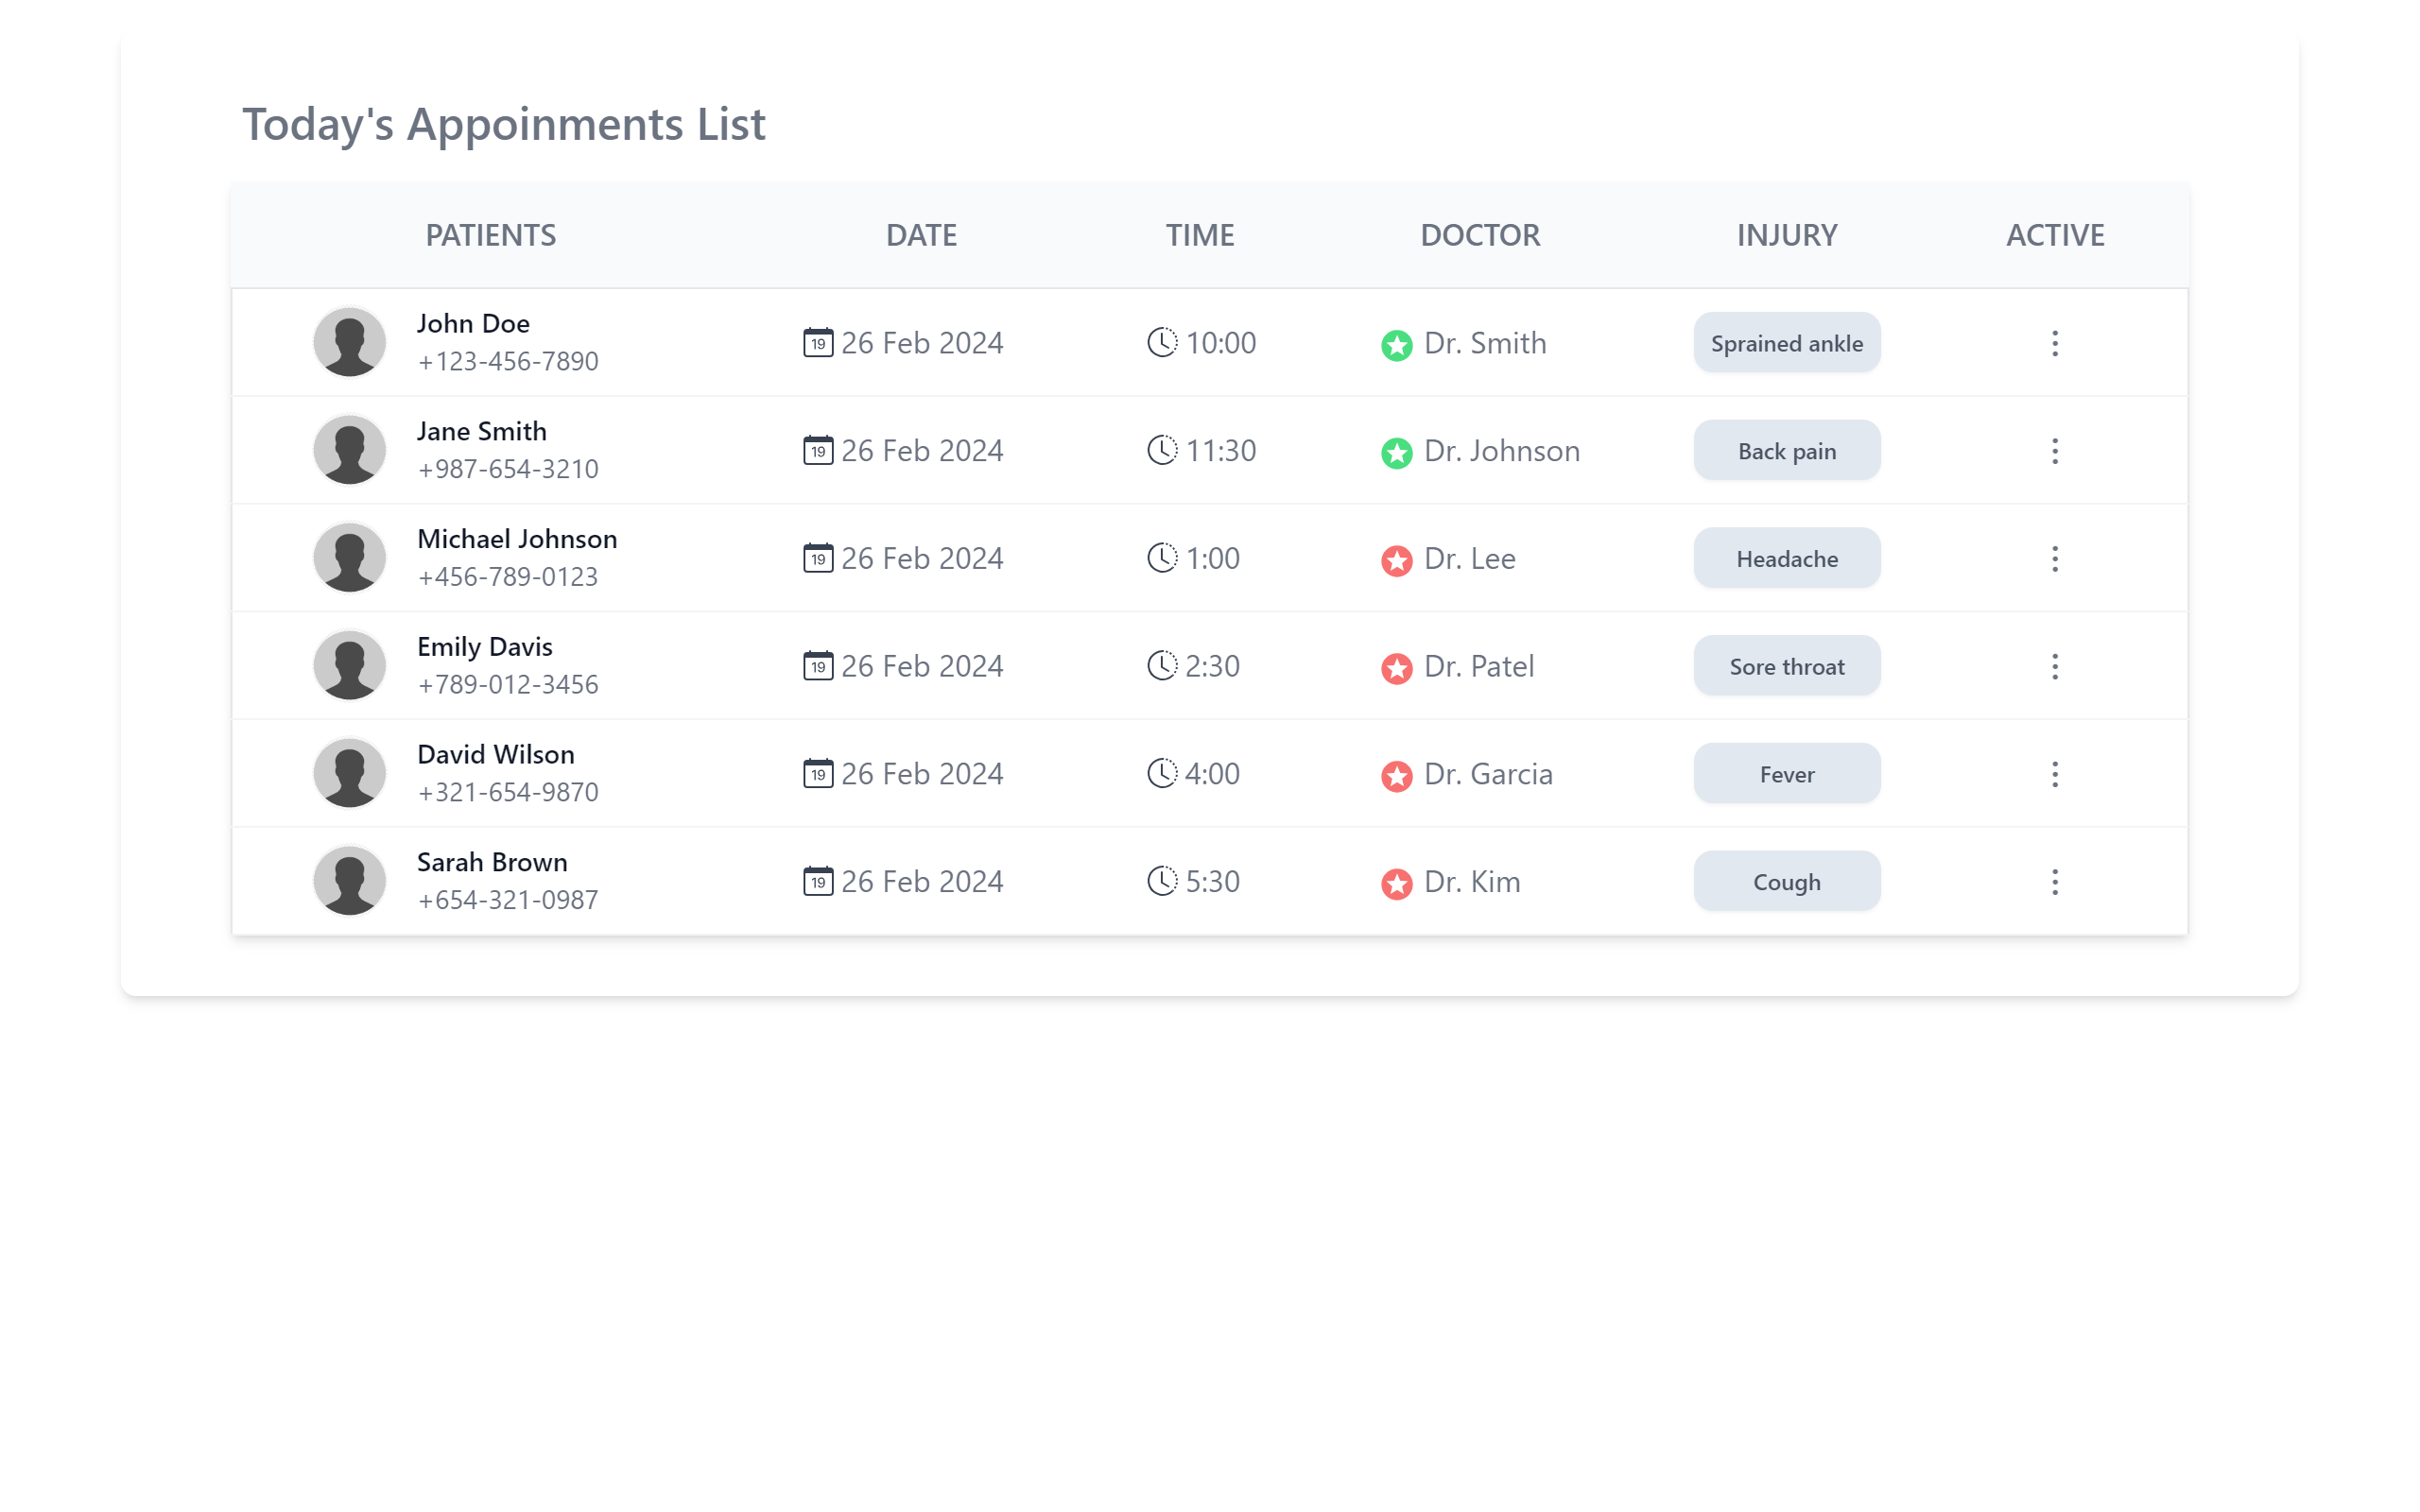 Today's Appoinments List
PATIENTS DATE TIME DOCTOR INJURY ACTIVE
John Doe
+123-456-7890
19 26 Feb 2024 10:00 Dr. Smith Sprained ankle
Jane Smith
+987-654-3210
19 26 Feb 2024 11:30 Dr. Johnson Back pain
Michael Johnson
+456-789-0123
19 26 Feb 2024 1:00 Dr. Lee Headache
Emily Davis
+789-012-3456
19 26 Feb 2024 2:30 Dr. Patel Sore throat
David Wilson
+321-654-9870
19 26 Feb 2024 4:00 Dr. Garcia Fever
Sarah Brown
+654-321-0987
19 26 Feb 2024 5:30 Dr. Kim Cough